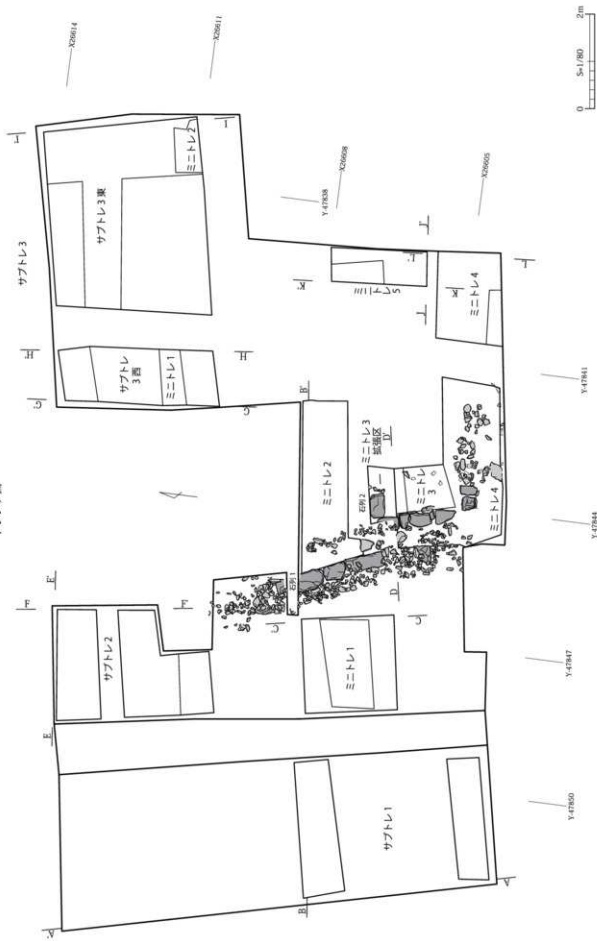 X26614
X26611
Y-47838
X26608
X26605
2m
S=1/80
0
サブトレ3
I'
サブトレ3東
ミニトレ2
I
H'
サブトレ
3西
ミニトレ1
H
G'
G
B'
K'
ミニトレ5
L'
J'
J
K
ミニトレ4
L
Y-47841
ミニトレ2
ミニトレ3
拡張区
D'
石列2
ミニトレ
3
ミニトレ4
Y-47844
E'
F'
F
石列1
D
C'
C
サブトレ2
ミニトレ1
Y-47847
E
サブトレ1
Y-47850
B
A'
A